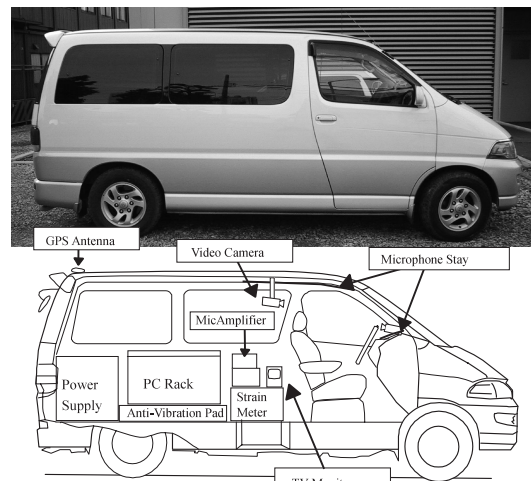 GPS Antenna
Video Camera
Microphone Stay
MicAmplifier
Power
Supply
PC Rack
Anti-Vibration Pad
Strain
Meter